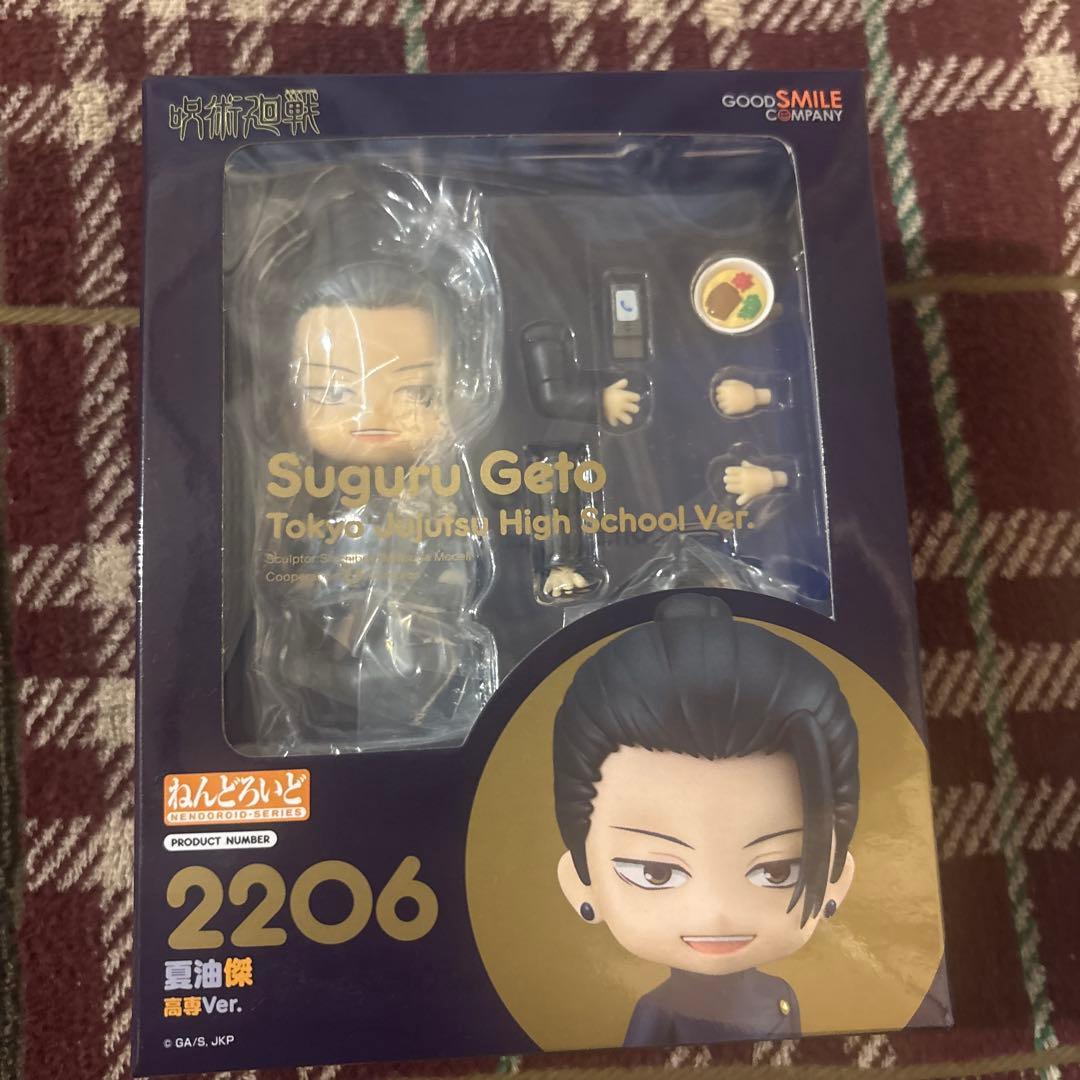 呪術廻戦
GOOD SMILE
COMPANY
Suguru Geto
Tokyo Jujutsu High School Ver.
Sculptor
ねんどろいど
NENDOROID·SERIES
PRODUCT NUMBER
2206
夏油傑
高専Ver.
© GA/S, JKP